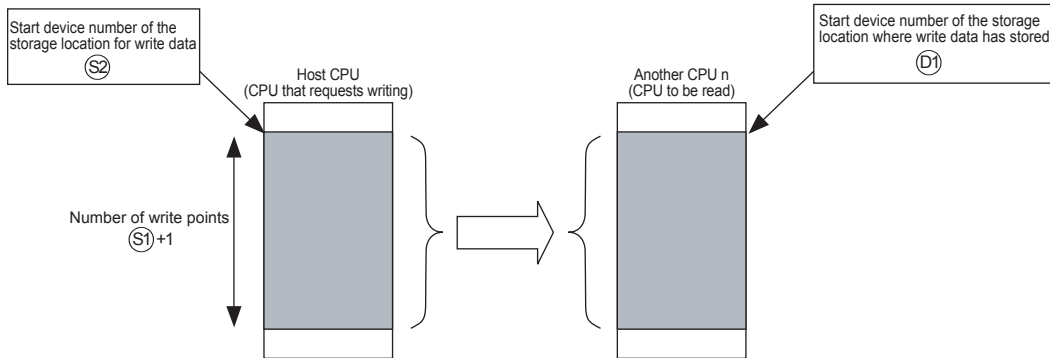 Start device number of the
storage location for write data
S2
Host CPU
(CPU that requests writing)
Another CPU n
(CPU to be read)
Start device number of the storage
location where write data has stored
D1
Number of write points
S1+1